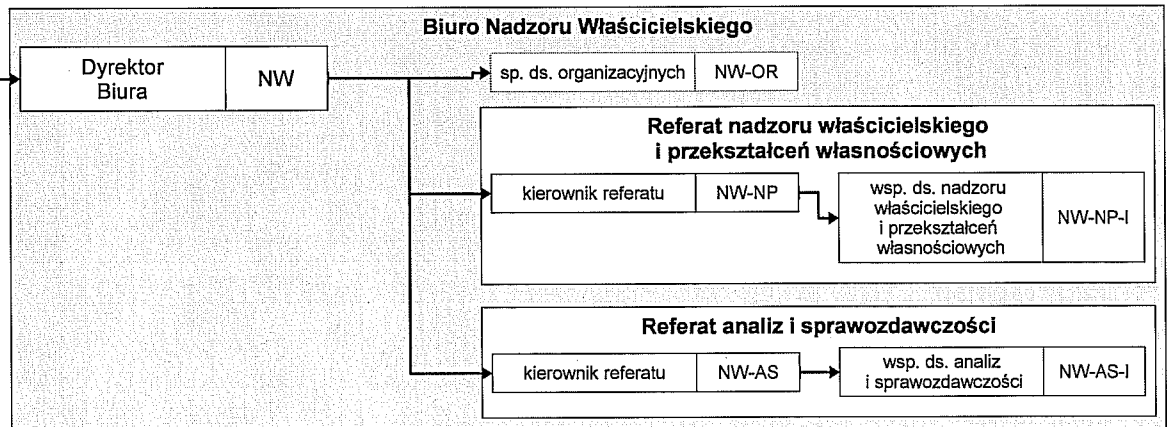 Biuro Nadzoru Właścicielskiego
Dyrektor
Biura
NW
sp. ds. organizacyjnych
NW-OR
Referat nadzoru właścicielskiego
i przekształceń własnościowych
kierownik referatu
NW-NP
wsp. ds. nadzoru
właścicielskiego
i przekształceń
własnościowych
NW-NP-I
Referat analiz i sprawozdawczości
kierownik referatu
NW-AS
wsp. ds. analiz
i sprawozdawczości
NW-AS-I